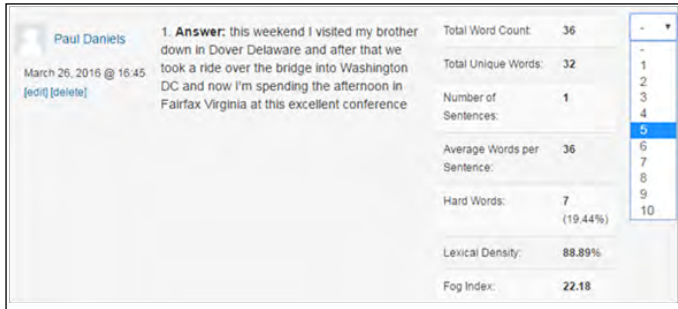 Paul Daniels
March 26, 2016 @ 16:45
[edit] [delete]
1. Answer: this weekend I visited my brother
down in Dover Delaware and after that we
took a ride over the bridge into Washington
DC and now I'm spending the afternoon in
Fairfax Virginia at this excellent conference
Total Word Count: 36
Total Unique Words: 32
Number of
Sentences: 1
Average Words per
Sentence: 36
Hard Words: 7
(19.44%)
Lexical Density: 88.89%
Fog Index: 22.18
-
-
1
2
3
4
5
6
7
8
9
10